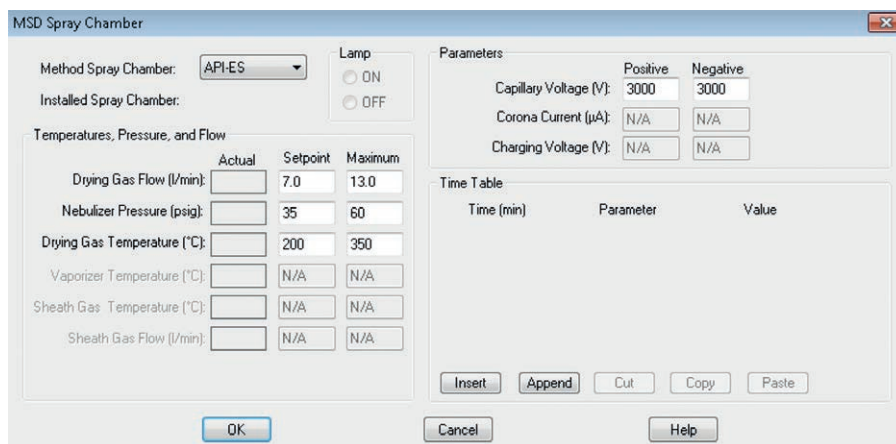 MSD Spray Chamber
Method Spray Chamber: API-ES
Installed Spray Chamber:
Lamp
ON
OFF
Temperatures, Pressure, and Flow
Actual Setpoint Maximum
Drying Gas Flow (l/min): 7.0 13.0
Nebulizer Pressure (psig): 35 60
Drying Gas Temperature (°C): 200 350
Vaporizer Temperature (°C): N/A N/A
Sheath Gas Temperature (°C): N/A N/A
Sheath Gas Flow (l/min): N/A N/A
Parameters
Positive Negative
Capillary Voltage (V): 3000 3000
Corona Current (µA): N/A N/A
Charging Voltage (V): N/A N/A
Time Table
Time (min) Parameter Value
Insert Append Cut Copy Paste
OK Cancel Help